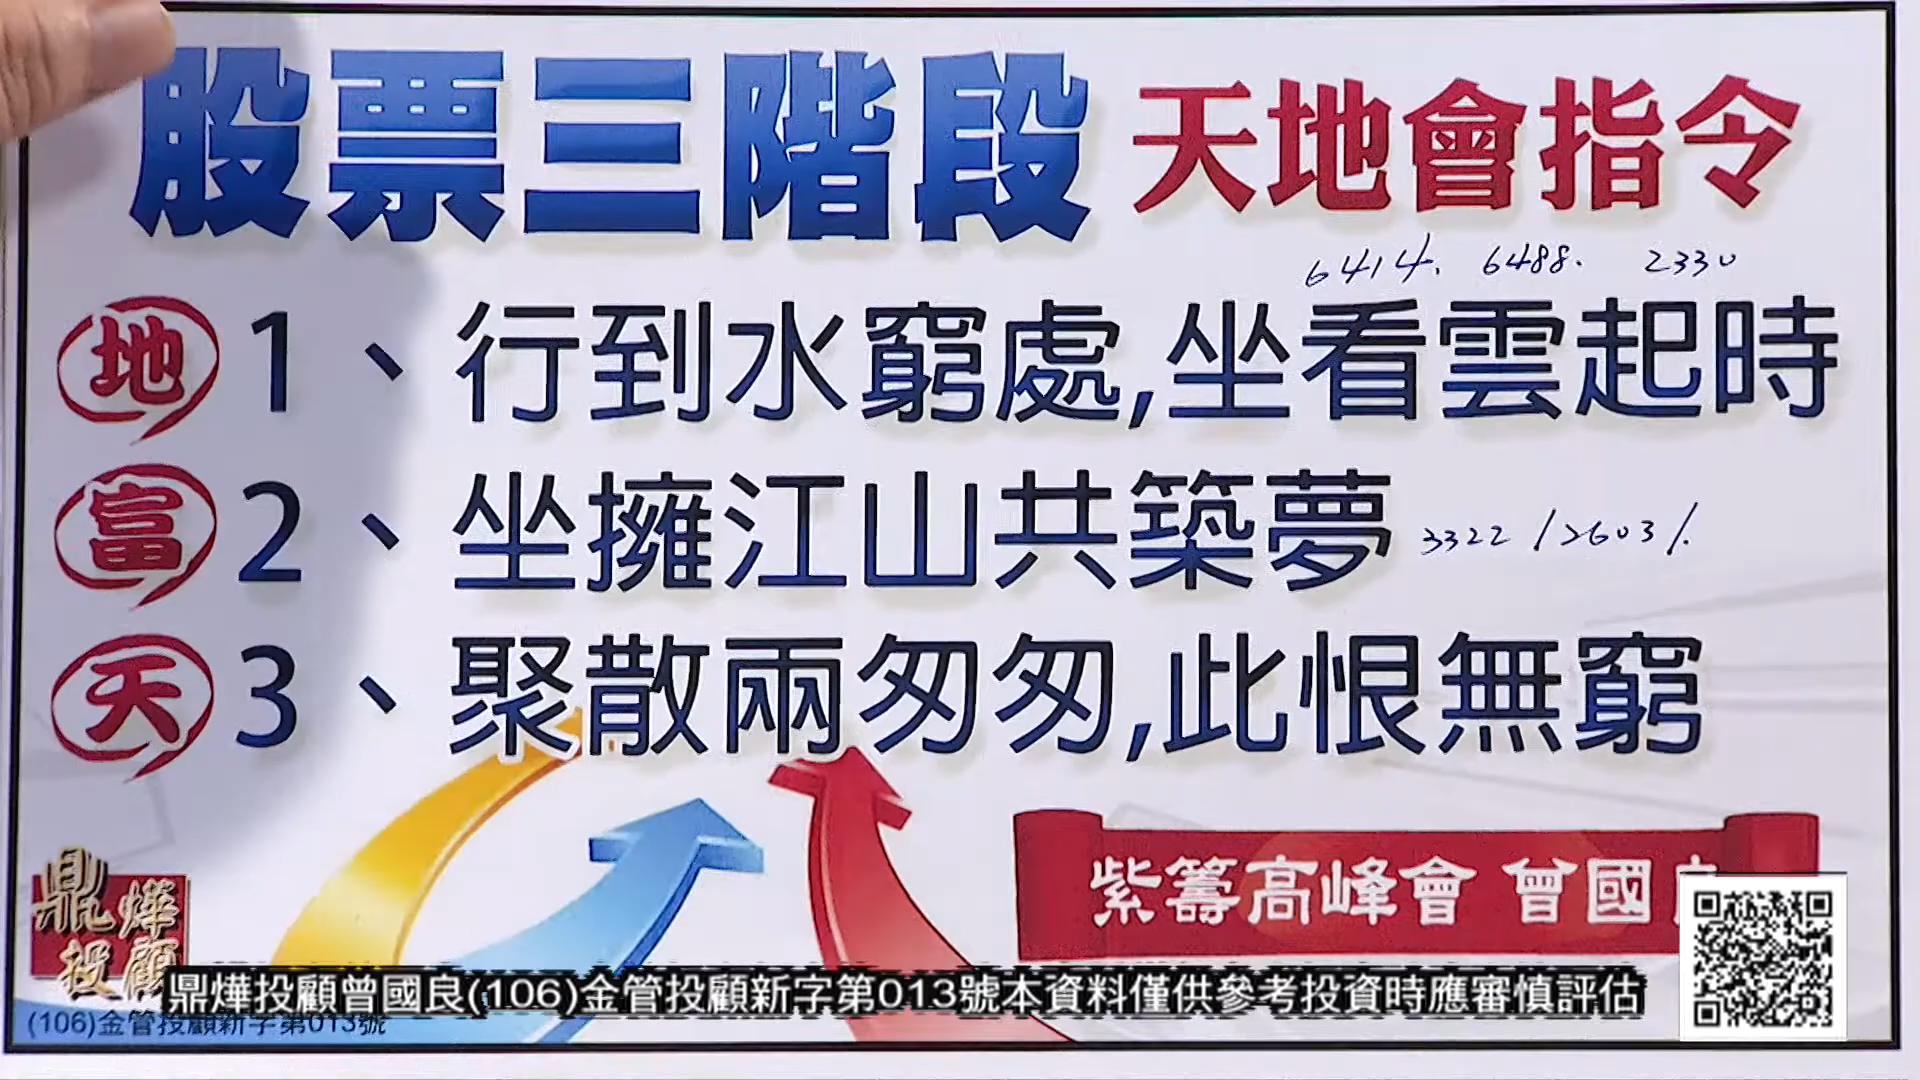 股票三階段 天地會指令
6414. 6488. 2330
地 1、行到水窮處,坐看雲起時
富 2、坐擁江山共築夢 3322 / 2603 /.
天 3、聚散兩匆匆,此恨無窮
紫籌高峰會 曾國
鼎燁投顧
鼎燁投顧曾國良(106)金管投顧新字第013號本資料僅供參考投資時應審慎評估
(106)金管投顧新字第013號